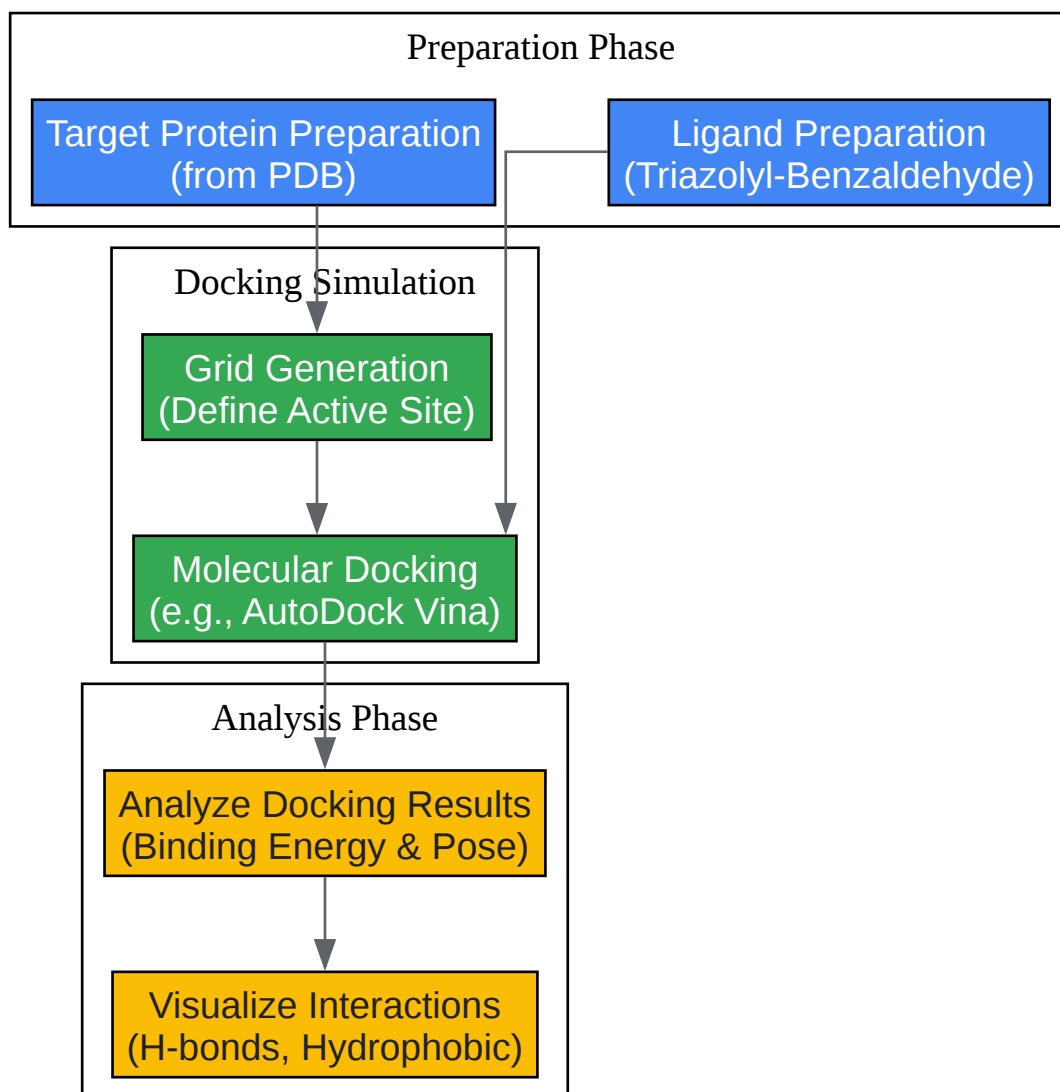 Preparation Phase
Target Protein Preparation
(from PDB)
Ligand Preparation
(Triazolyl-Benzaldehyde)
Docking Simulation
Grid Generation
(Define Active Site)
Molecular Docking
(e.g., AutoDock Vina)
Analysis Phase
Analyze Docking Results
(Binding Energy & Pose)
Visualize Interactions
(H-bonds, Hydrophobic)